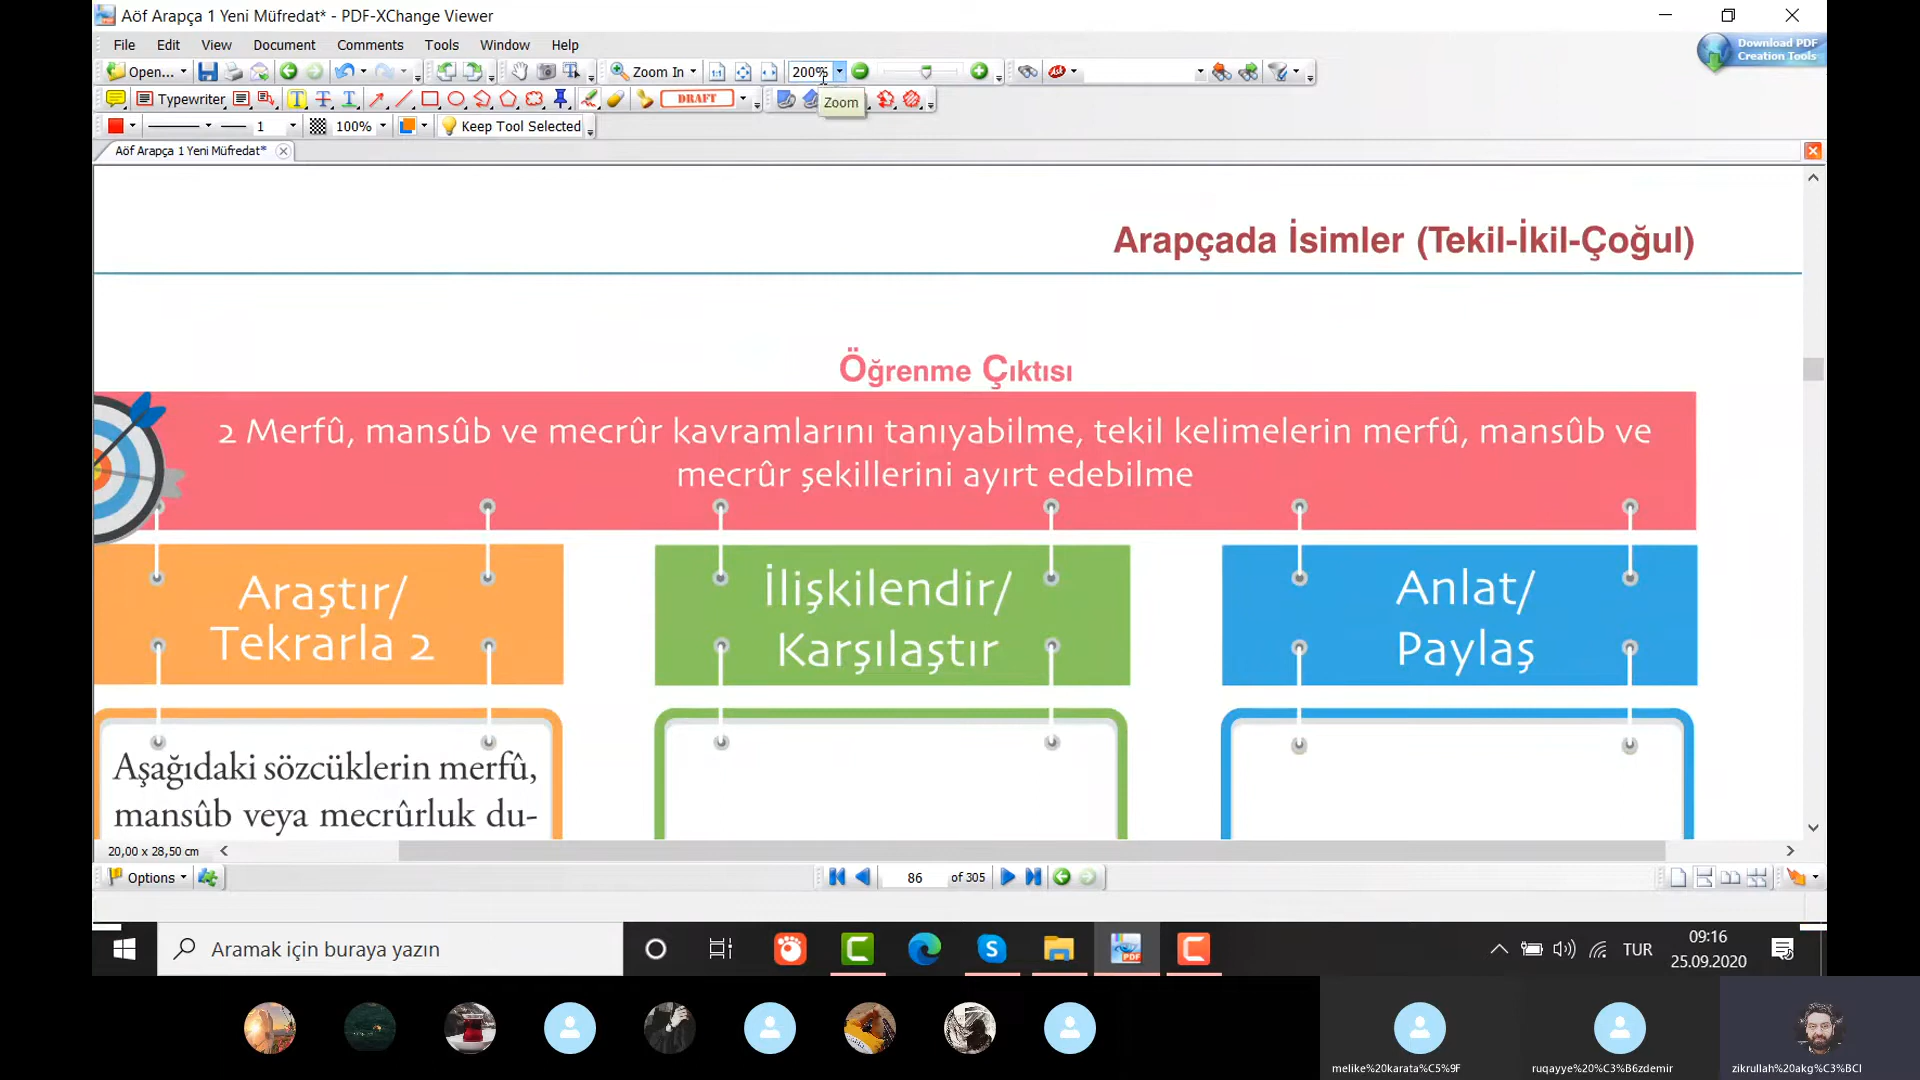 Aöf Arapça 1 Yeni Müfredat* - PDF-XChange Viewer
File Edit View Document Comments Tools Window Help
Download PDF
Creation Tools
Open... Zoom In 200%
Typewriter DRAFT Zoom
1 100% Keep Tool Selected
Aöf Arapça 1 Yeni Müfredat*
Arapçada İsimler (Tekil-İkil-Çoğul)
Öğrenme Çıktısı
2 Merfû, mansûb ve mecrûr kavramlarını tanıyabilme, tekil kelimelerin merfû, mansûb ve
mecrûr şekillerini ayırt edebilme
Araştır/
Tekrarla 2
İlişkilendir/
Karşılaştır
Anlat/
Paylaş
Aşağıdaki sözcüklerin merfû,
mansûb veya mecrûrluk du-
20,00 x 28,50 cm
Options 86 of 305
Aramak için buraya yazın
TUR
09:16
25.09.2020
melike%20karata%C5%9F
ruqayye%20%C3%B6zdemir
zikrullah%20akg%C3%BCl